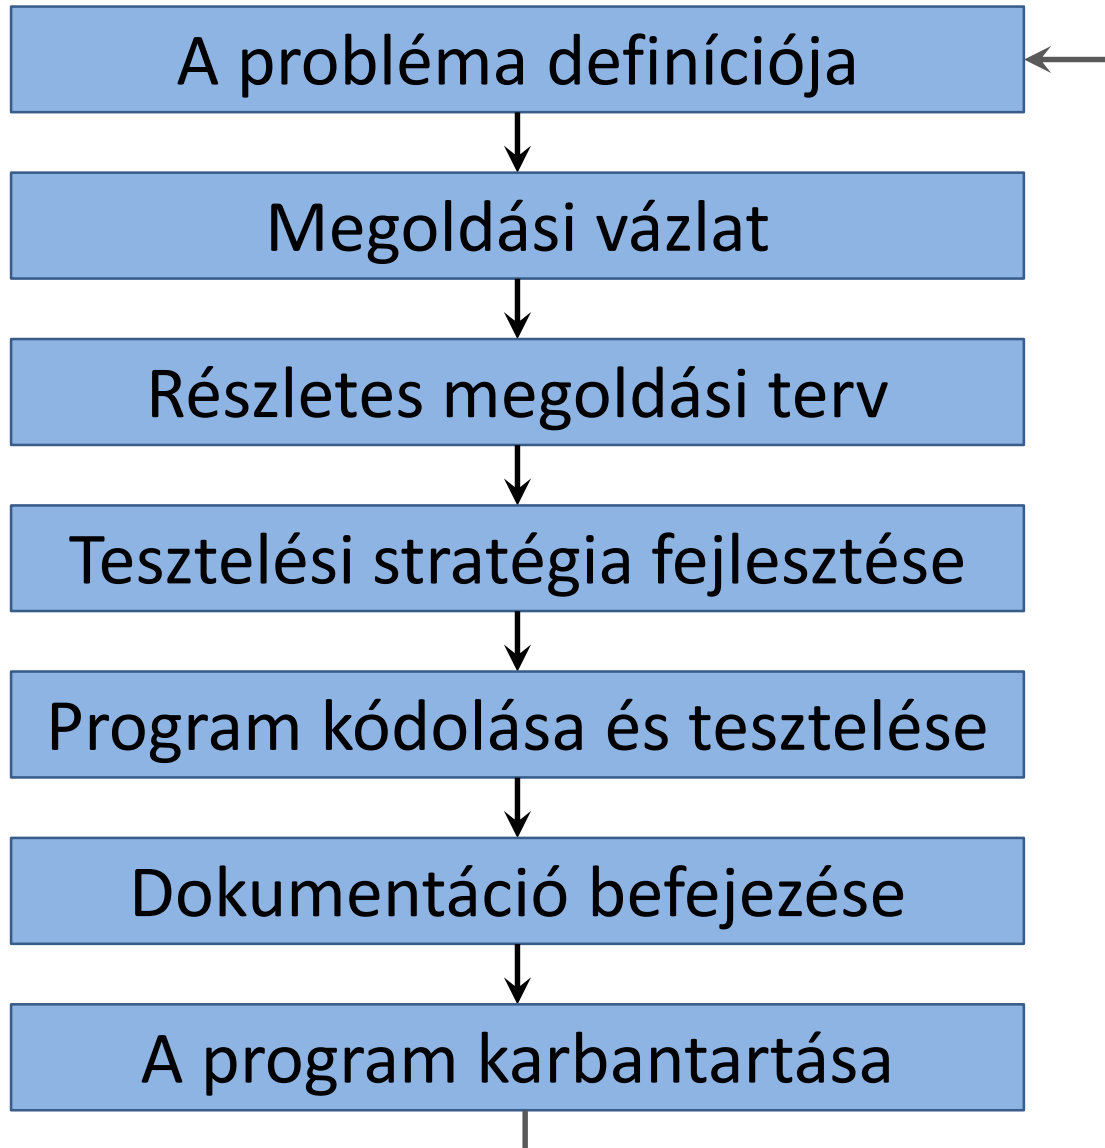 A probléma definíciója
Megoldási vázlat
Részletes megoldási terv
Tesztelési stratégia fejlesztése
Program kódolása és tesztelése
Dokumentáció befejezése
A program karbantartása